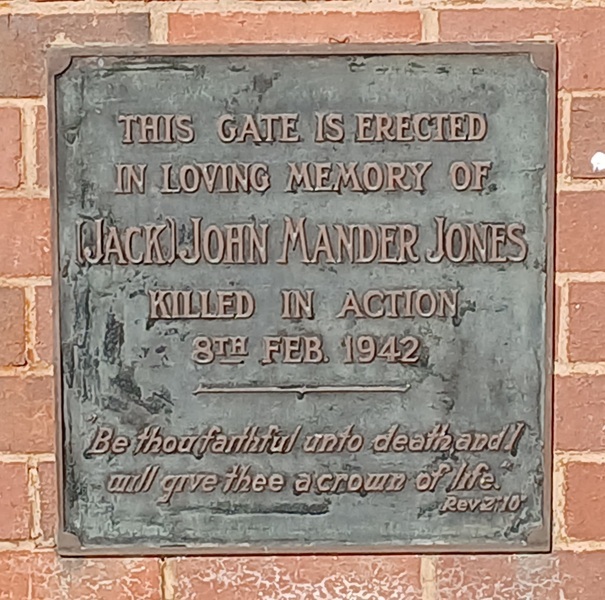 THIS GATE IS ERECTED
IN LOVING MEMORY OF
(JACK) JOHN MANDER JONES
KILLED IN ACTION
8TH FEB. 1942
"Be thou faithful unto death and I
will give thee a crown of life."
Rev 2:10